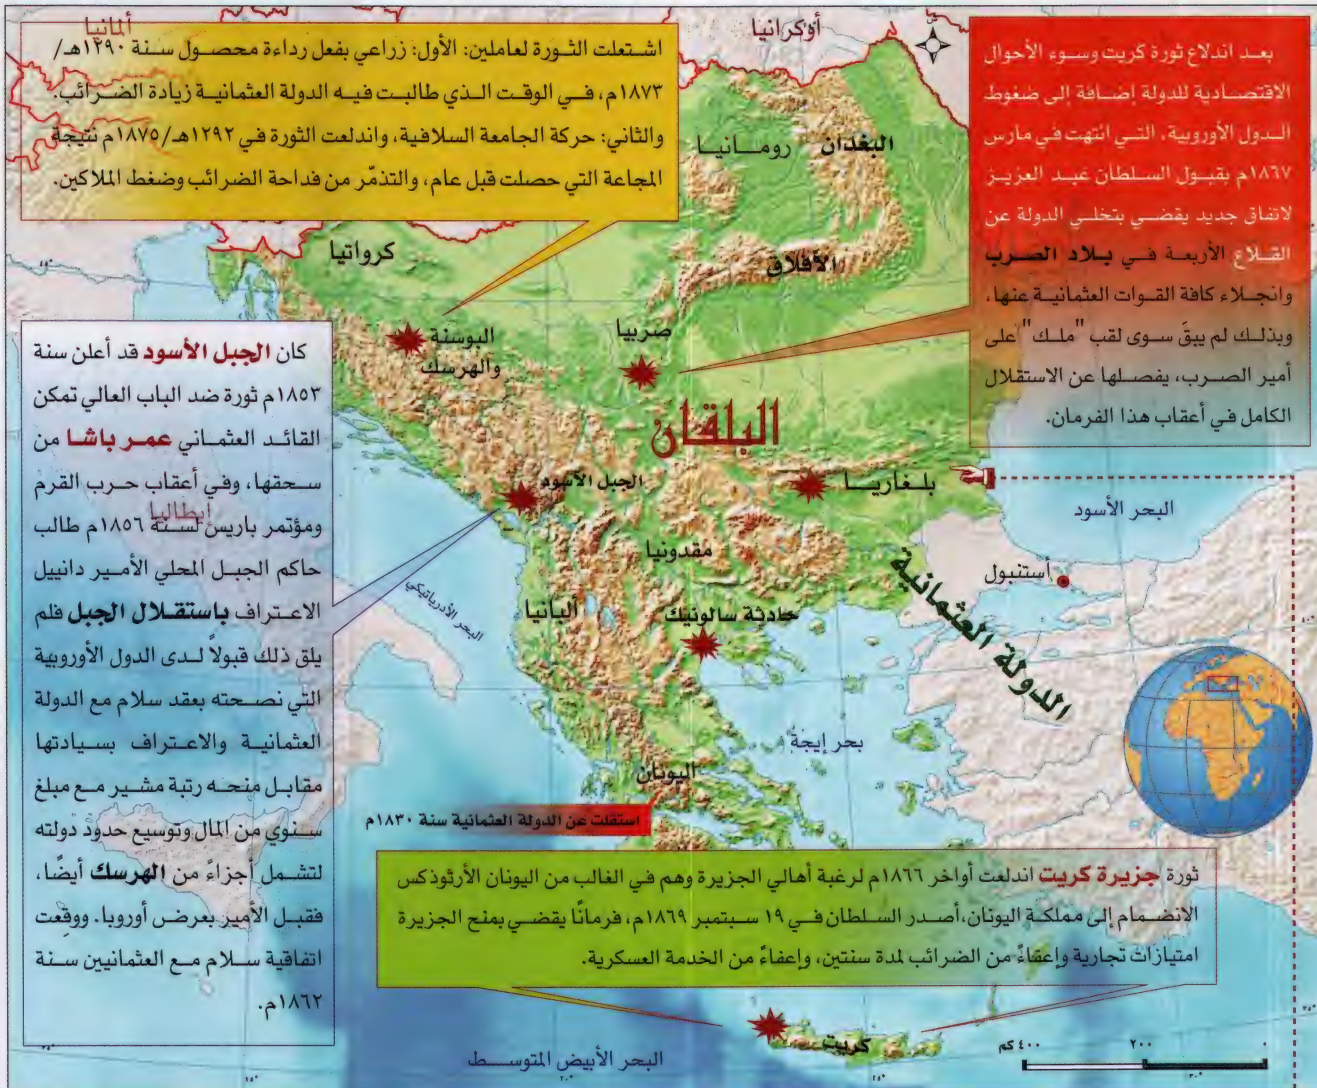 ألمانيا
أوكرانيا
ش
اشتعلت الثورة لعاملين: الأول: زراعي بفعل رداءة محصول سنة ١٢٩٠هـ/
١٨٧٣م، في الوقت الذي طالبت فيه الدولة العثمانية زيادة الضرائب.
والثاني: حركة الجامعة السلافية، واندلعت الثورة في ١٢٩٢هـ/١٨٧٥م نتيجة
المجاعة التي حصلت قبل عام، والتذمّر من فداحة الضرائب وضغط الملاكين.
بعد اندلاع ثورة كريت وسوء الأحوال
الاقتصادية للدولة اضافة إلى ضغوط
الدول الأوروبية، التي انتهت في مارس
١٨٦٧م بقبول السلطان عبد العزيز
لاتفاق جديد يقضي بتخلي الدولة عن
القلاع الأربعة في بلاد الصرب
وانجلاء كافة القوات العثمانية عنها،
وبذلك لم يبقَ سوى لقب "ملك" على
أمير الصرب، يفصلها عن الاستقلال
الكامل في أعقاب هذا الفرمان.
رومانيا
البغدان
الأفلاق
كرواتيا
البوسنة
والهرسك
صربيا
البلقان
كان الجبل الأسود قد أعلن سنة
١٨٥٣م ثورة ضد الباب العالي تمكن
القائد العثماني عمر باشا من
سحقها، وفي أعقاب حرب القرم
ومؤتمر باريس لسنة ١٨٥٦م طالب
حاكم الجبل المحلي الأمير دانييل
الاعتراف باستقلال الجبل فلم
يلق ذلك قبولاً لدى الدول الأوروبية
التي نصحته بعقد سلام مع الدولة
العثمانية والاعتراف بسيادتها
مقابل منحه رتبة مشير مع مبلغ
سنوي من المال وتوسيع حدود دولته
لتشمل أجزاءً من الهرسك أيضًا،
فقبل الأمير بعرض أوروبا. ووقعت
اتفاقية سلام مع العثمانيين سنة
١٨٦٢م.
إيطاليا
الجبل الأسود
بلغاريا
البحر الأسود
مقدونيا
أستنبول
الدولة العثمانية
البحر الأدرياتيكي
ألبانيا
حادثة سالونيك
بحر إيجة
اليونان
استقلت عن الدولة العثمانية سنة ١٨٣٠م
ثورة جزيرة كريت اندلعت أواخر ١٨٦٦م لرغبة أهالي الجزيرة وهم في الغالب من اليونان الأرثوذكس
الانضمام إلى مملكة اليونان، أصدر السلطان في ١٩ سبتمبر ١٨٦٩م، فرمانًا يقضي بمنح الجزيرة
امتيازات تجارية وإعفاءً من الضرائب لمدة سنتين، وإعفاءً من الخدمة العسكرية.
كريت
البحر الأبيض المتوسط
٤٠٠ كم
٢٠٠
٠
١٥°
٢٠°
٢٥°
٣٠°